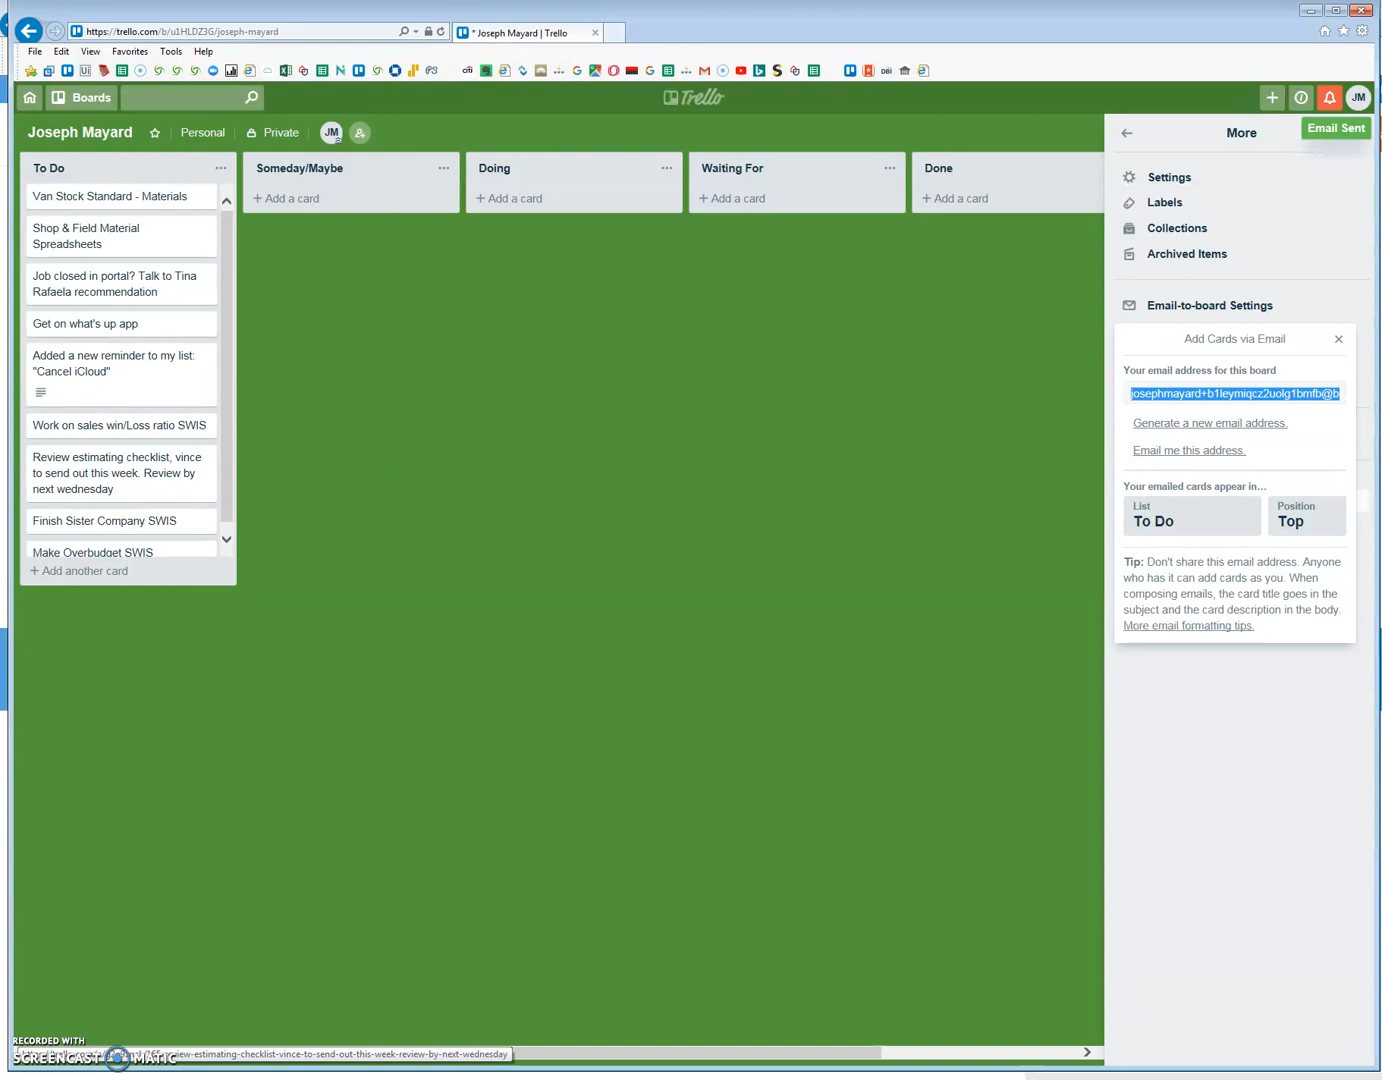 https://trello.com/b/u1HLDZ3G/joseph-mayard
* Joseph Mayard | Trello
File Edit View Favorites Tools Help
Boards
Trello
JM
Joseph Mayard
Personal
Private
JM
More
Email Sent
To Do
Van Stock Standard - Materials
Shop & Field Material
Spreadsheets
Job closed in portal? Talk to Tina
Rafaela recommendation
Get on what's up app
Added a new reminder to my list:
"Cancel iCloud"
Work on sales win/Loss ratio SWIS
Review estimating checklist, vince
to send out this week. Review by
next wednesday
Finish Sister Company SWIS
Make Overbudget SWIS
+ Add another card
Someday/Maybe
+ Add a card
Doing
+ Add a card
Waiting For
+ Add a card
Done
+ Add a card
Settings
Labels
Collections
Archived Items
Email-to-board Settings
Add Cards via Email
Your email address for this board
josephmayard+b1leymiqcz2uolg1bmfb@b
Generate a new email address.
Email me this address.
Your emailed cards appear in...
List
To Do
Position
Top
Tip: Don't share this email address. Anyone
who has it can add cards as you. When
composing emails, the card title goes in the
subject and the card description in the body.
More email formatting tips.
RECORDED WITH
SCREENCAST MATIC
review-estimating-checklist-vince-to-send-out-this-week-review-by-next-wednesday